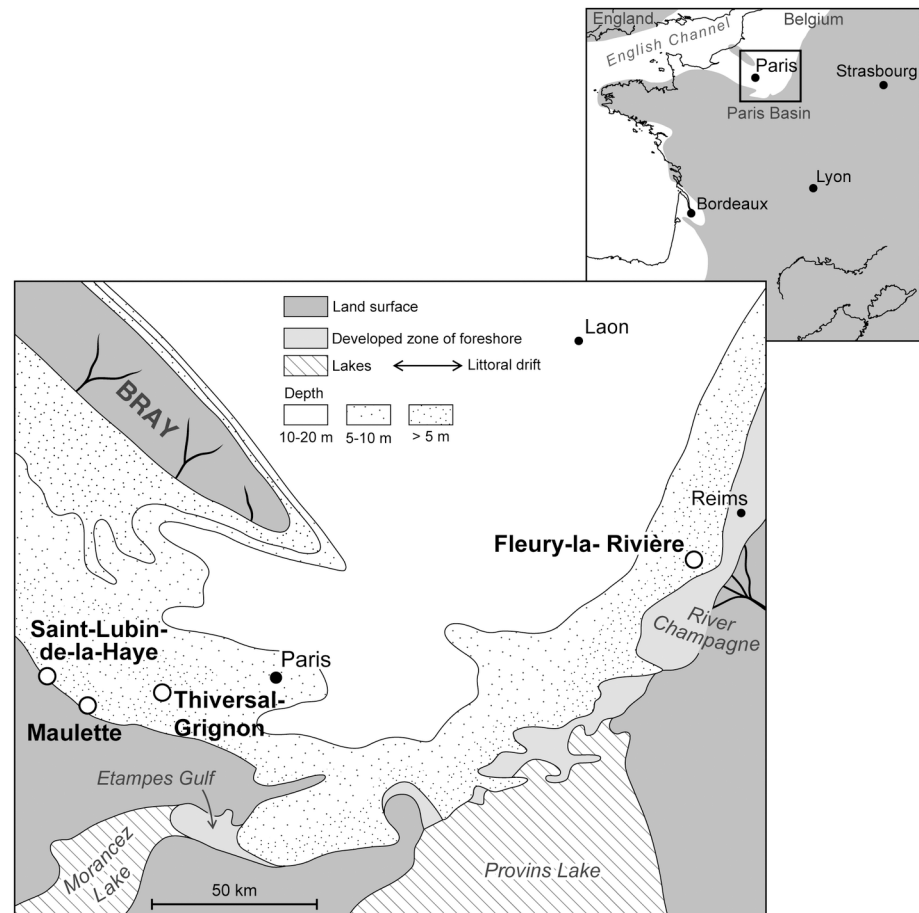 England
Belgium
English Channel
Paris
Strasbourg
Paris Basin
Lyon
Bordeaux
Land surface
Developed zone of foreshore
Lakes
Littoral drift
Depth
10-20 m
5-10 m
> 5 m
Laon
BRAY
Reims
Fleury-la- Rivière
River
Champagne
Saint-Lubin-
de-la-Haye
Paris
Thiversal-
Grignon
Maulette
Etampes Gulf
Morancez
Lake
Provins Lake
50 km